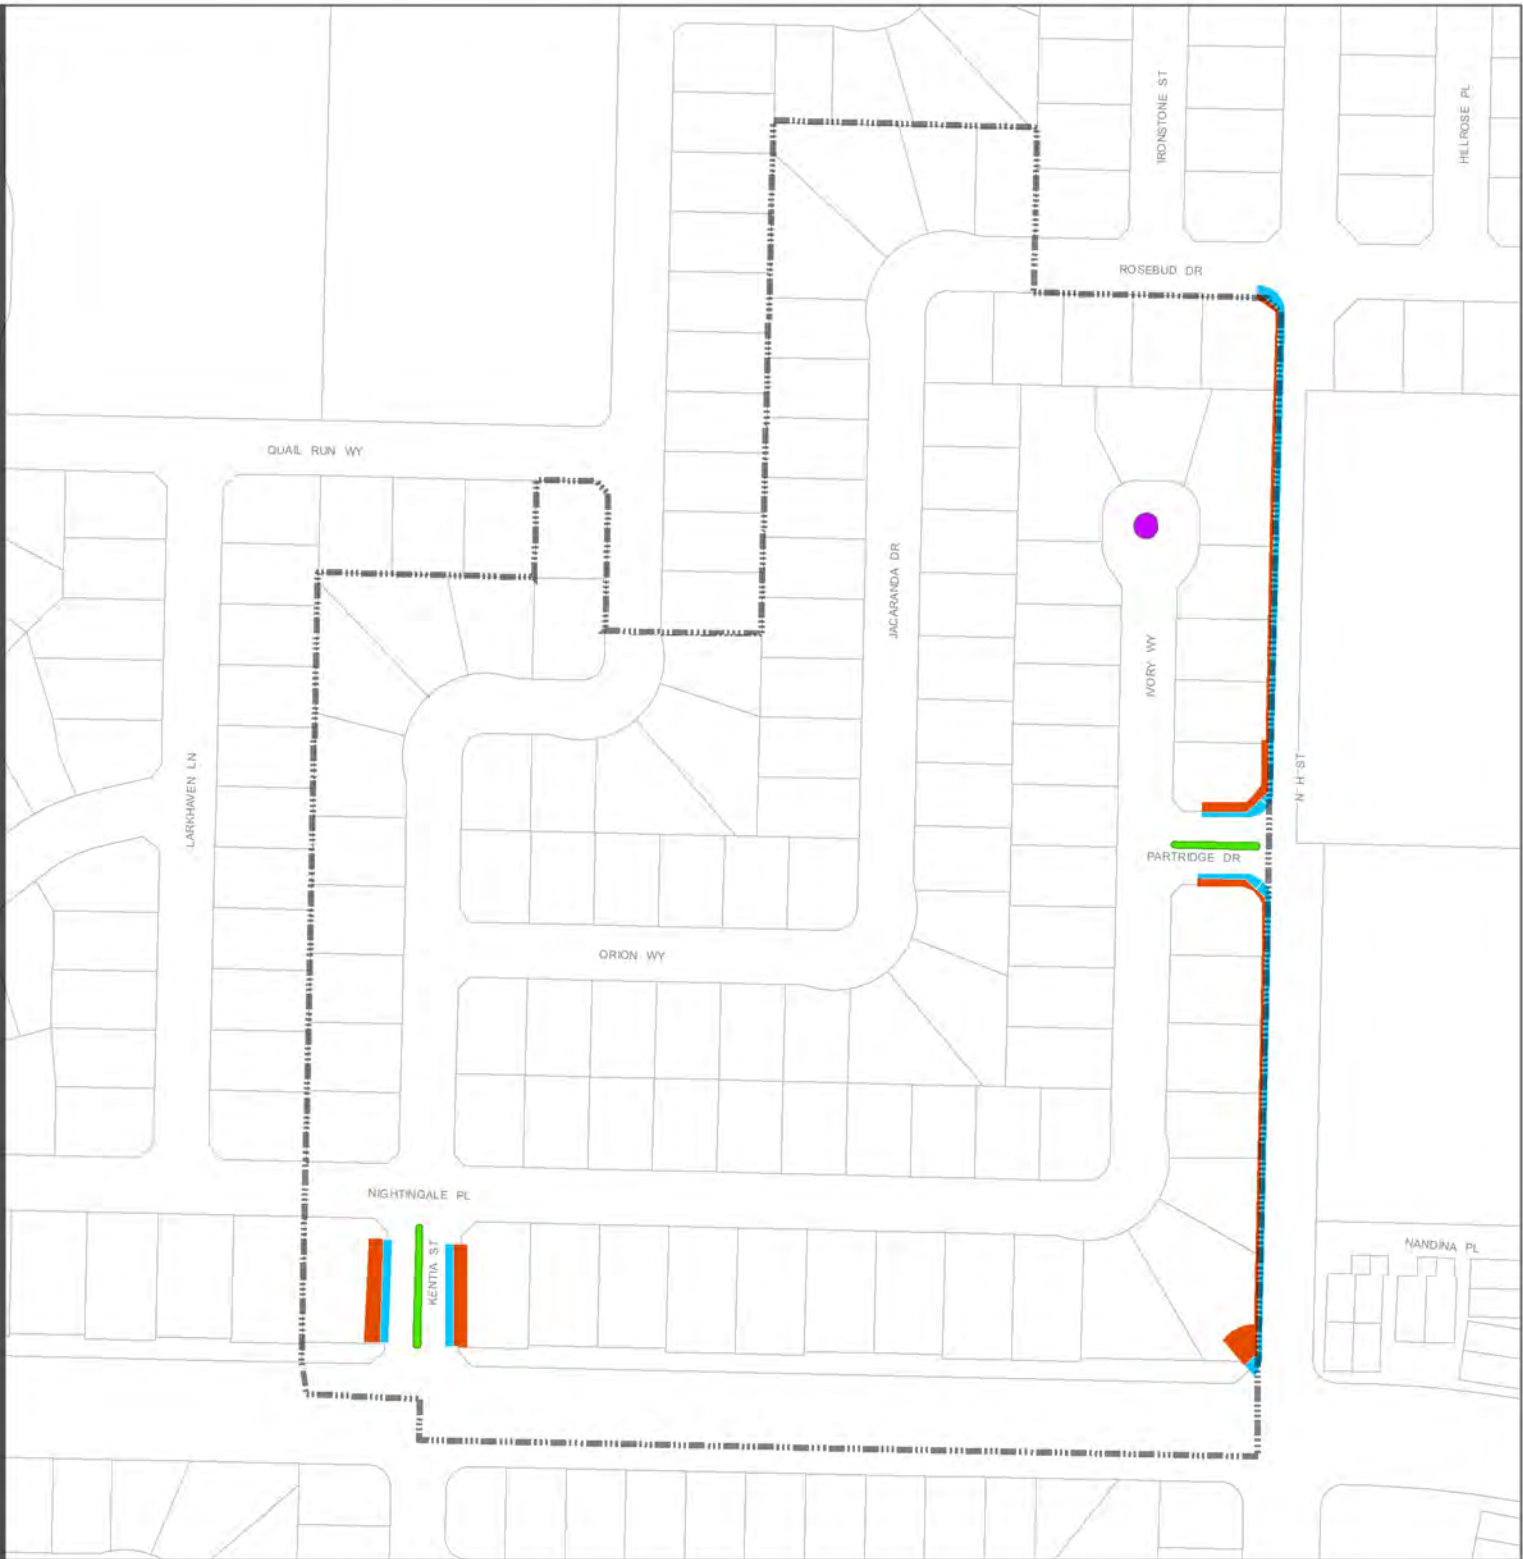 IRONSTONE ST
HILLROSE PL
ROSEBUD DR
QUAIL RUN WY
JACARANDA DR
IVORY WY
LARKHAVEN LN
N H ST
PARTRIDGE DR
ORION WY
NIGHTINGALE PL
KENTIA ST
NANDINA PL